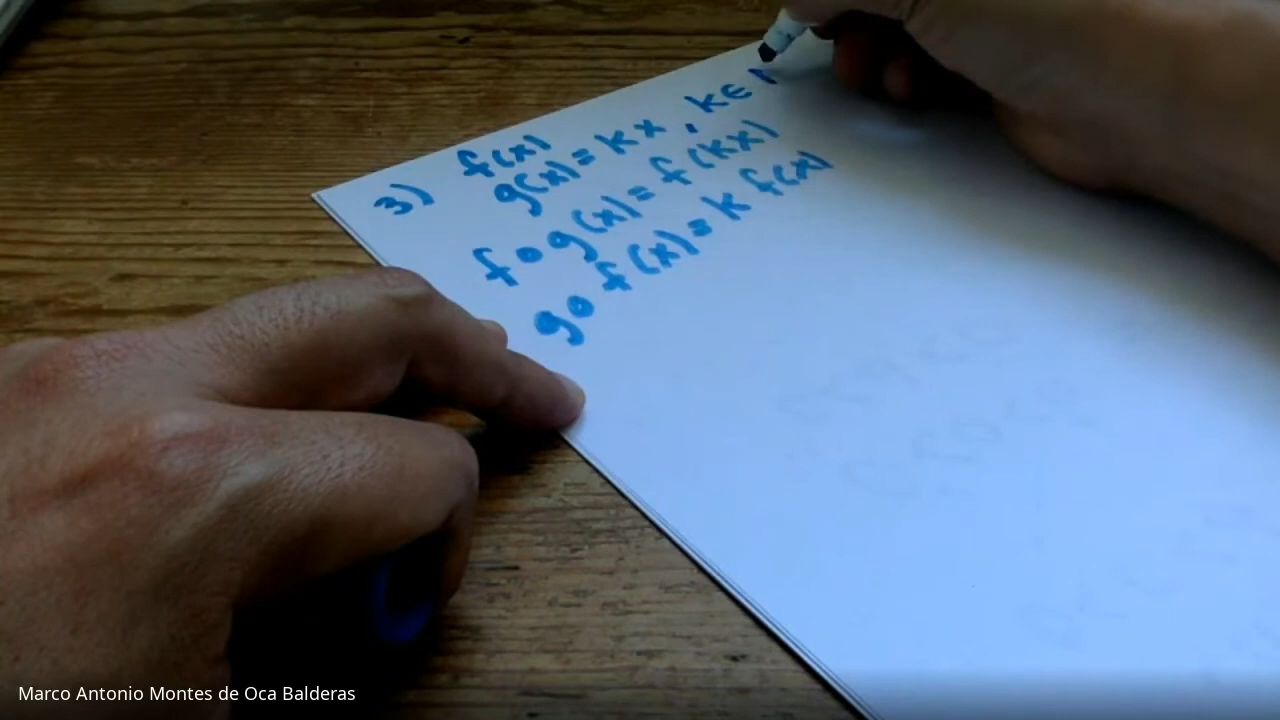 3) f(x)
g(x) = kx, k ∈
f∘g(x) = f(kx)
g∘f(x) = k f(x)
Marco Antonio Montes de Oca Balderas